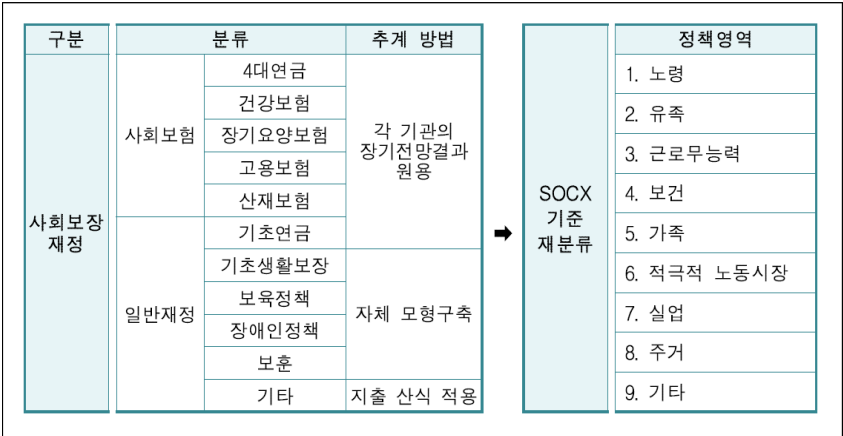 구분 분류 추계 방법
사회보장
재정
사회보험
4대연금
건강보험
장기요양보험
고용보험
산재보험
각 기관의
장기전망결과
원용
일반재정
기초연금
기초생활보장
보육정책
장애인정책
보훈
기타
자체 모형구축
지출 산식 적용
➡
SOCX
기준
재분류
정책영역
1. 노령
2. 유족
3. 근로무능력
4. 보건
5. 가족
6. 적극적 노동시장
7. 실업
8. 주거
9. 기타